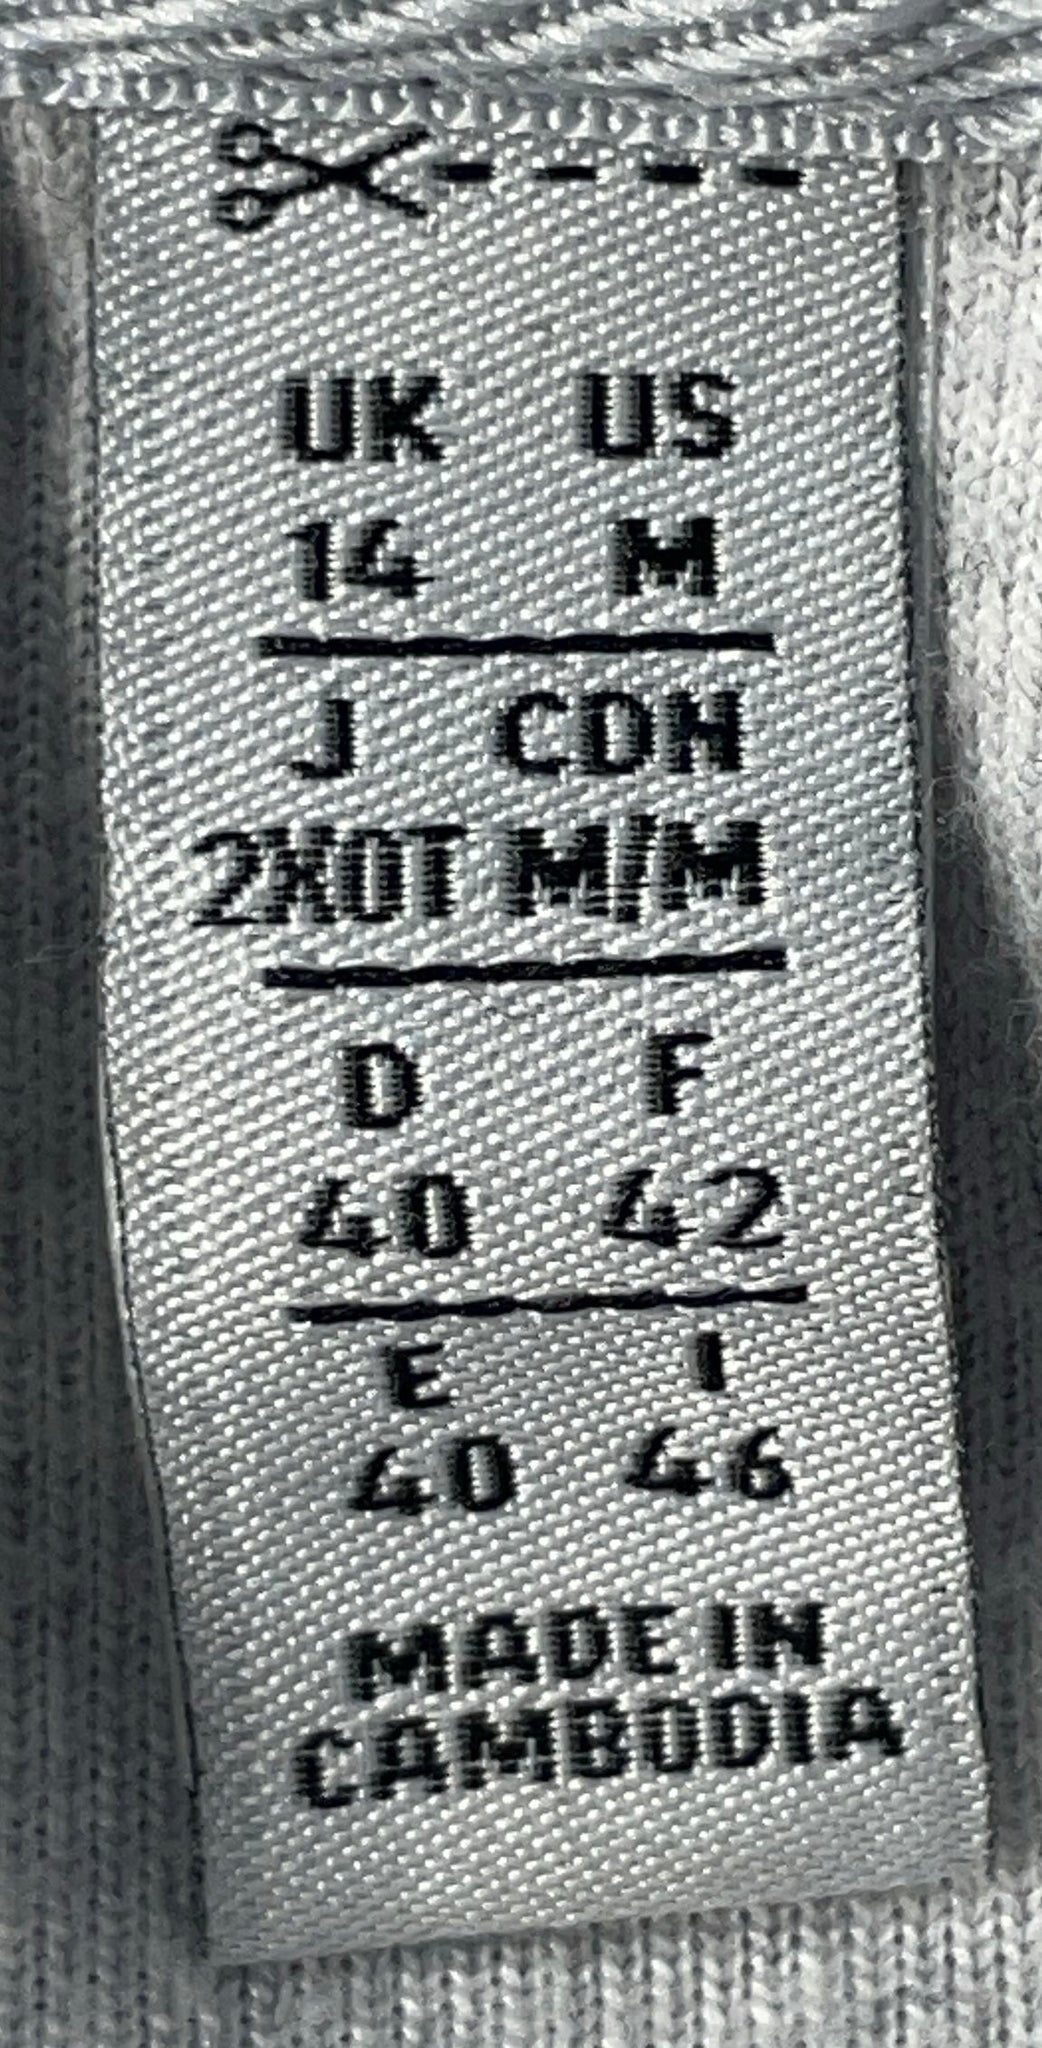 UK US
14 M
J CDN
2XOT M/M
D F
40 42
E I
40 46
MADE IN
CAMBODIA